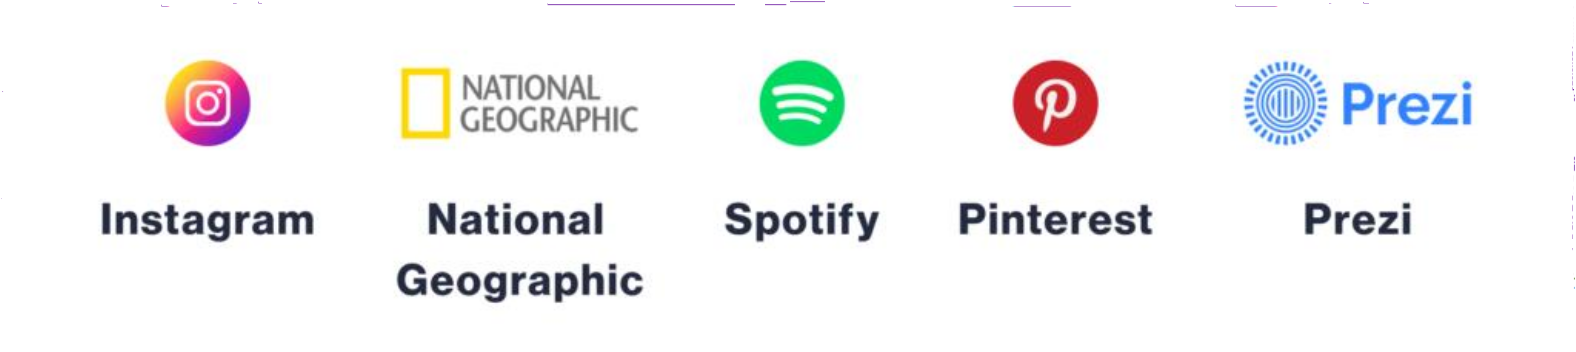 NATIONAL
GEOGRAPHIC
Prezi
Instagram
National
Geographic
Spotify
Pinterest
Prezi